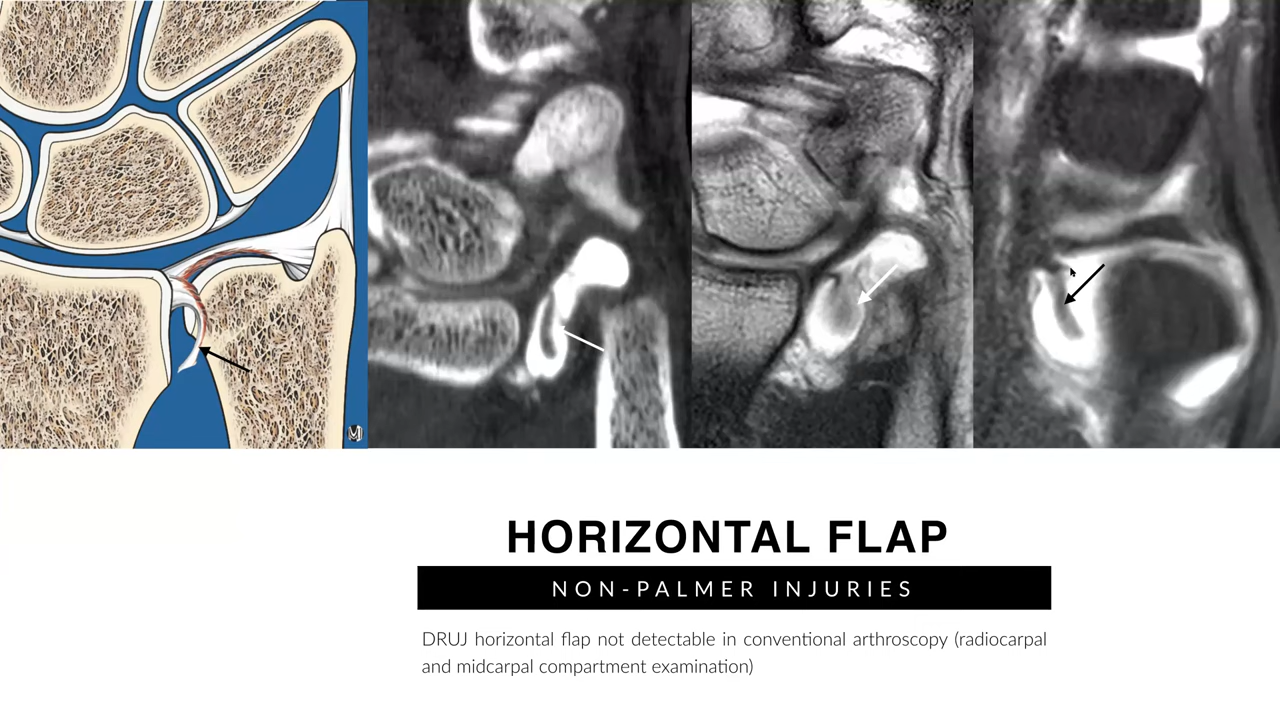 HORIZONTAL FLAP
NON-PALMER INJURIES
DRUJ horizontal flap not detectable in conventional arthroscopy (radiocarpal
and midcarpal compartment examination)